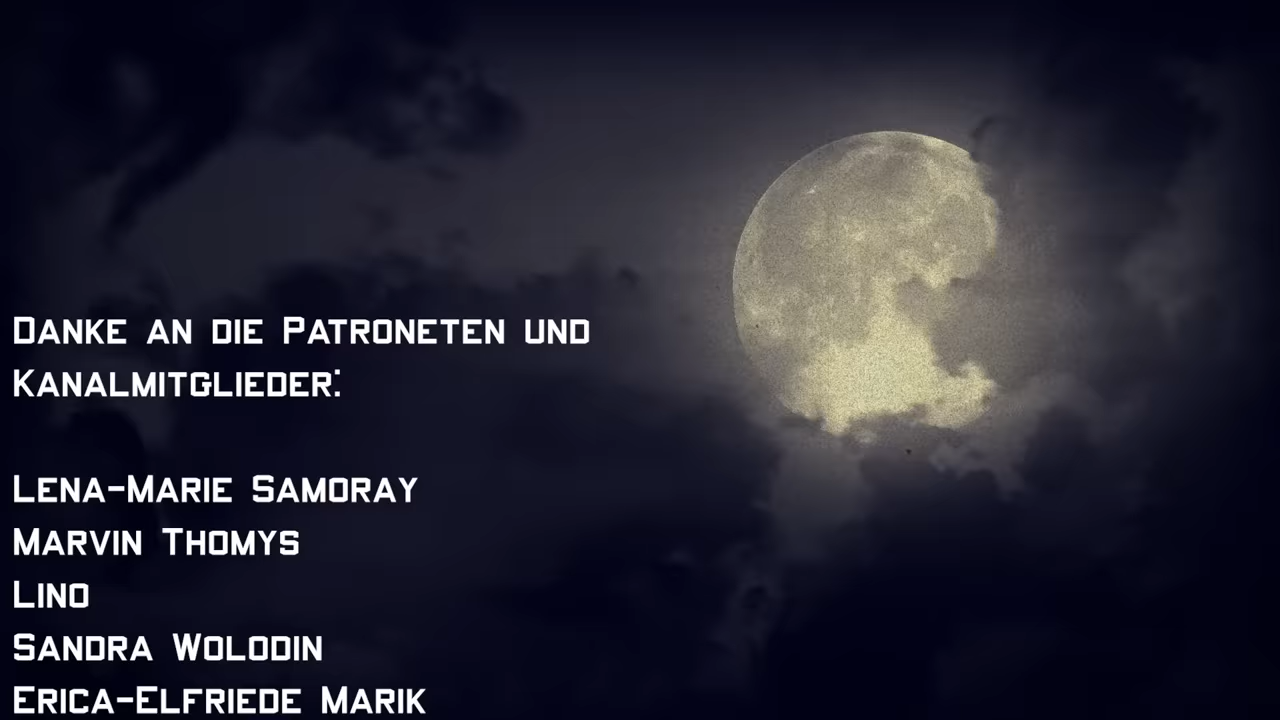 Danke an die Patroneten und
Kanalmitglieder:
Lena-Marie Samoray
Marvin Thomys
Lino
Sandra Wolodin
Erica-Elfriede Marik